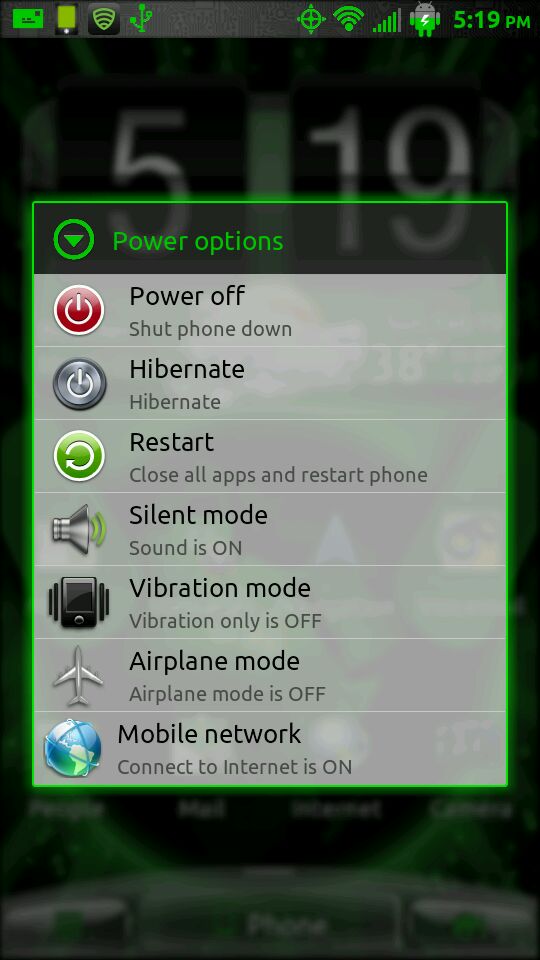 5:19 PM
5 19
Power options
Power off
Shut phone down
38°
Hibernate
Hibernate
Restart
Close all apps and restart phone
Silent mode
Sound is ON
Vibration mode
Vibration only is OFF
Airplane mode
Airplane mode is OFF
Mobile network
Connect to Internet is ON
People Mail Internet Camera
Phone